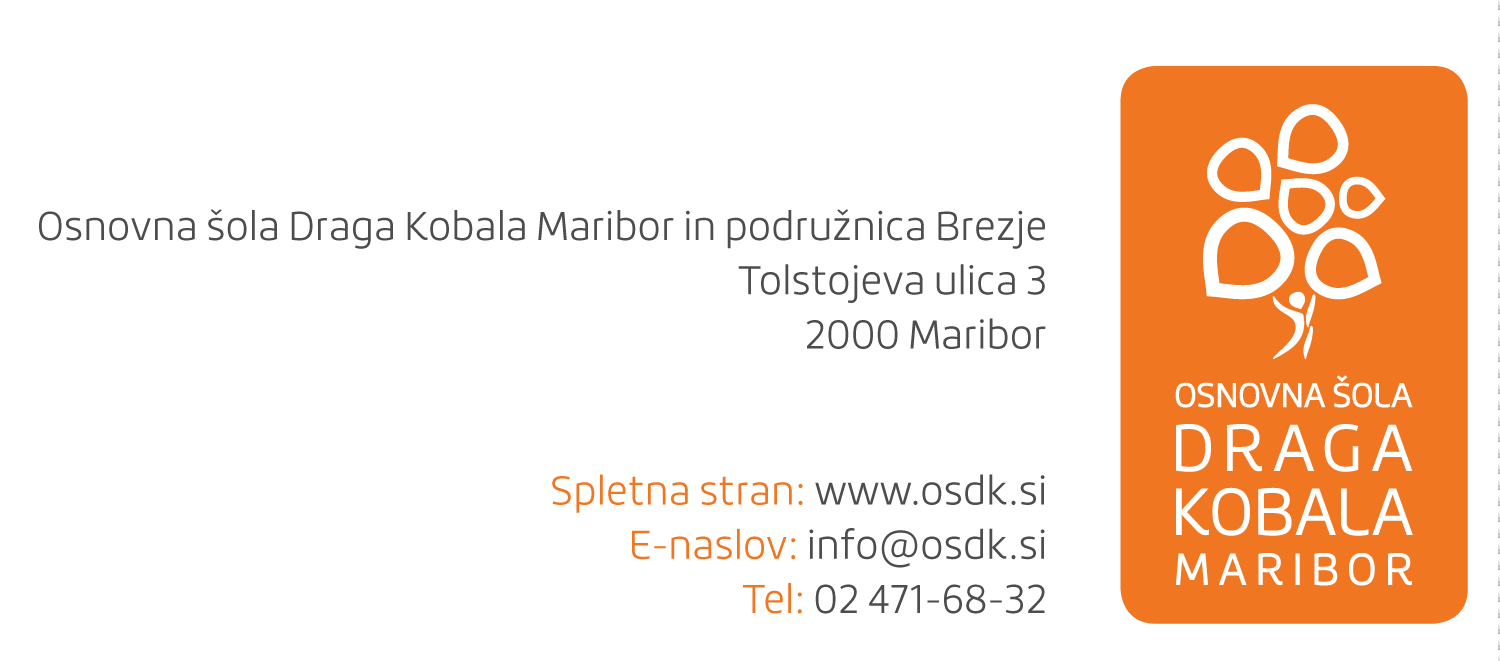 Osnovna šola Draga Kobala Maribor in podružnica Brezje
Tolstojeva ulica 3
2000 Maribor
Spletna stran: www.osdk.si
E-naslov: info@osdk.si
Tel: 02 471-68-32
OSNOVNA ŠOLA
DRAGA
KOBALA
MARIBOR